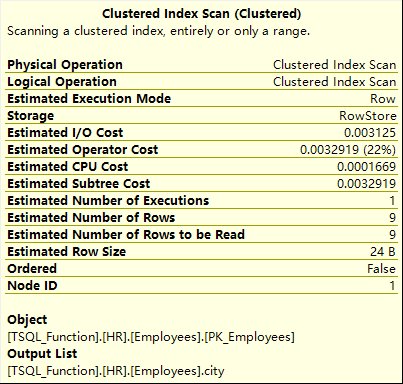 Clustered Index Scan (Clustered)
Scanning a clustered index, entirely or only a range.
Physical Operation Clustered Index Scan
Logical Operation Clustered Index Scan
Estimated Execution Mode Row
Storage RowStore
Estimated I/O Cost 0.003125
Estimated Operator Cost 0.0032919 (22%)
Estimated CPU Cost 0.0001669
Estimated Subtree Cost 0.0032919
Estimated Number of Executions 1
Estimated Number of Rows 9
Estimated Number of Rows to be Read 9
Estimated Row Size 24 B
Ordered False
Node ID 1
Object
[TSQL_Function].[HR].[Employees].[PK_Employees]
Output List
[TSQL_Function].[HR].[Employees].city